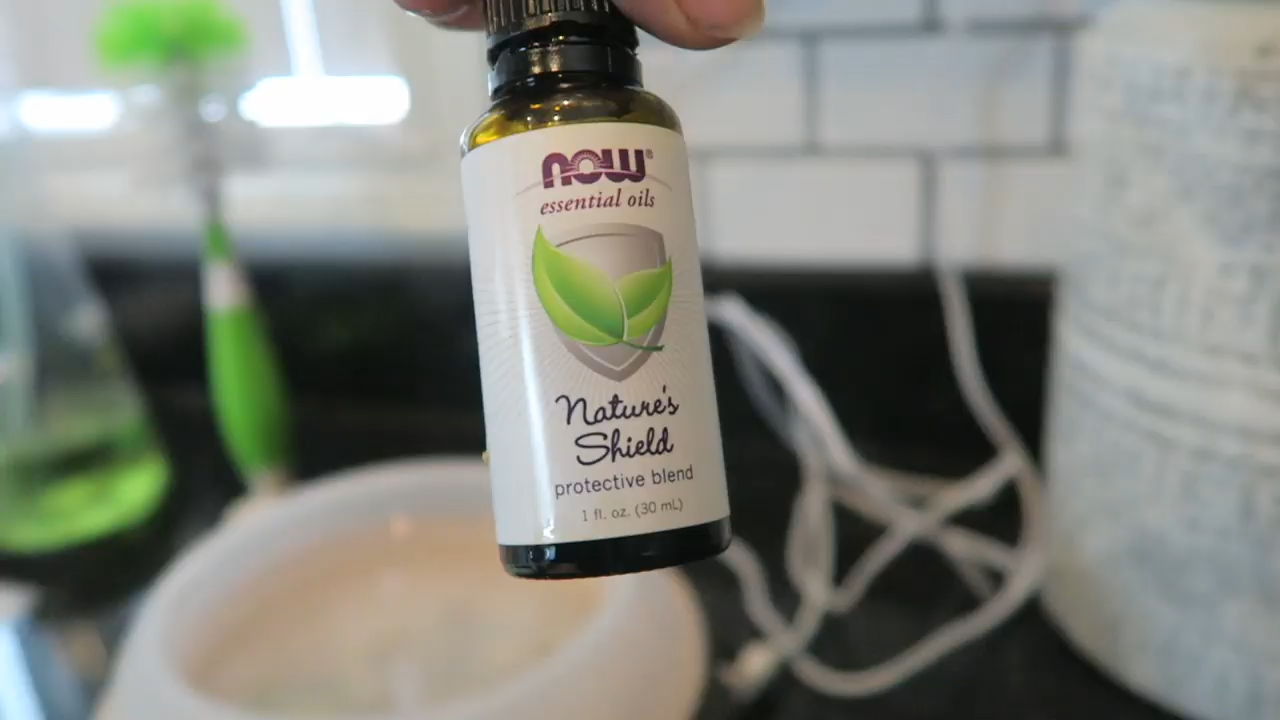 NOW®
essential oils
Nature's
Shield
protective blend
1 fl. oz. (30 mL)